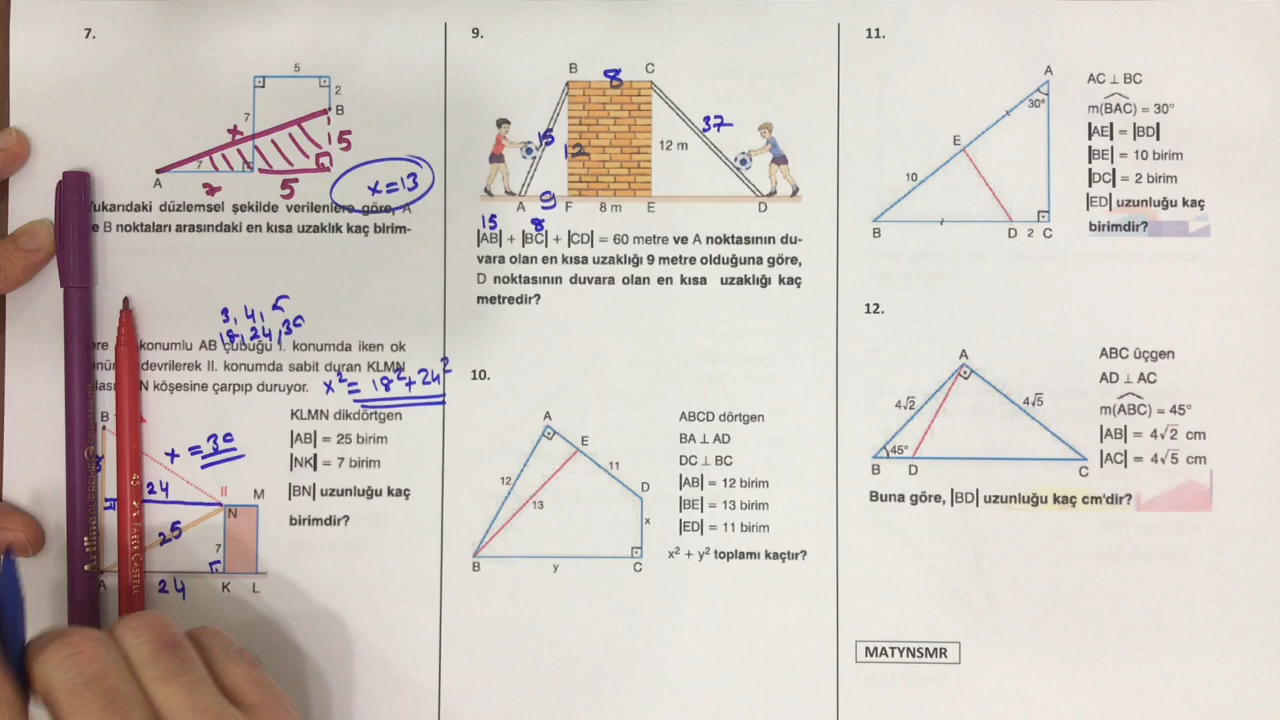 7.
5
2
B
7
x
5
7
A
7
5
x=13
Yukarıdaki düzlemsel şekilde verilenlere göre, A
ve B noktaları arasındaki en kısa uzaklık kaç birim-
3, 4, 5
18, 24, 30
konumlu AB çubuğu I. konumda iken ok
devrilerek II. konumda sabit duran KLMN
N köşesine çarpıp duruyor.
x² = 18² + 24²
B
x = 30
24
II
M
N
25
7
A
24
K
L
KLMN dikdörtgen
|AB| = 25 birim
|NK| = 7 birim
|BN| uzunluğu kaç
birimdir?
Artline SUPREME
45
FABER CASTELL
9.
B
8
C
15
12
37
12 m
A
9
F
8 m
E
D
15
8
|AB| + |BC| + |CD| = 60 metre ve A noktasının du-
vara olan en kısa uzaklığı 9 metre olduğuna göre,
D noktasının duvara olan en kısa uzaklığı kaç
metredir?
10.
A
E
11
12
D
13
x
B
y
C
ABCD dörtgen
BA ⊥ AD
DC ⊥ BC
|AB| = 12 birim
|BE| = 13 birim
|ED| = 11 birim
x² + y² toplamı kaçtır?
11.
A
30°
E
10
B
D
2
C
AC ⊥ BC
m(BAC) = 30°
|AE| = |BD|
|BE| = 10 birim
|DC| = 2 birim
|ED| uzunluğu kaç
birimdir?
12.
A
4√2
4√5
45°
B
D
C
ABC üçgen
AD ⊥ AC
m(ABC) = 45°
|AB| = 4√2 cm
|AC| = 4√5 cm
Buna göre, |BD| uzunluğu kaç cm'dir?
MATYNSMR